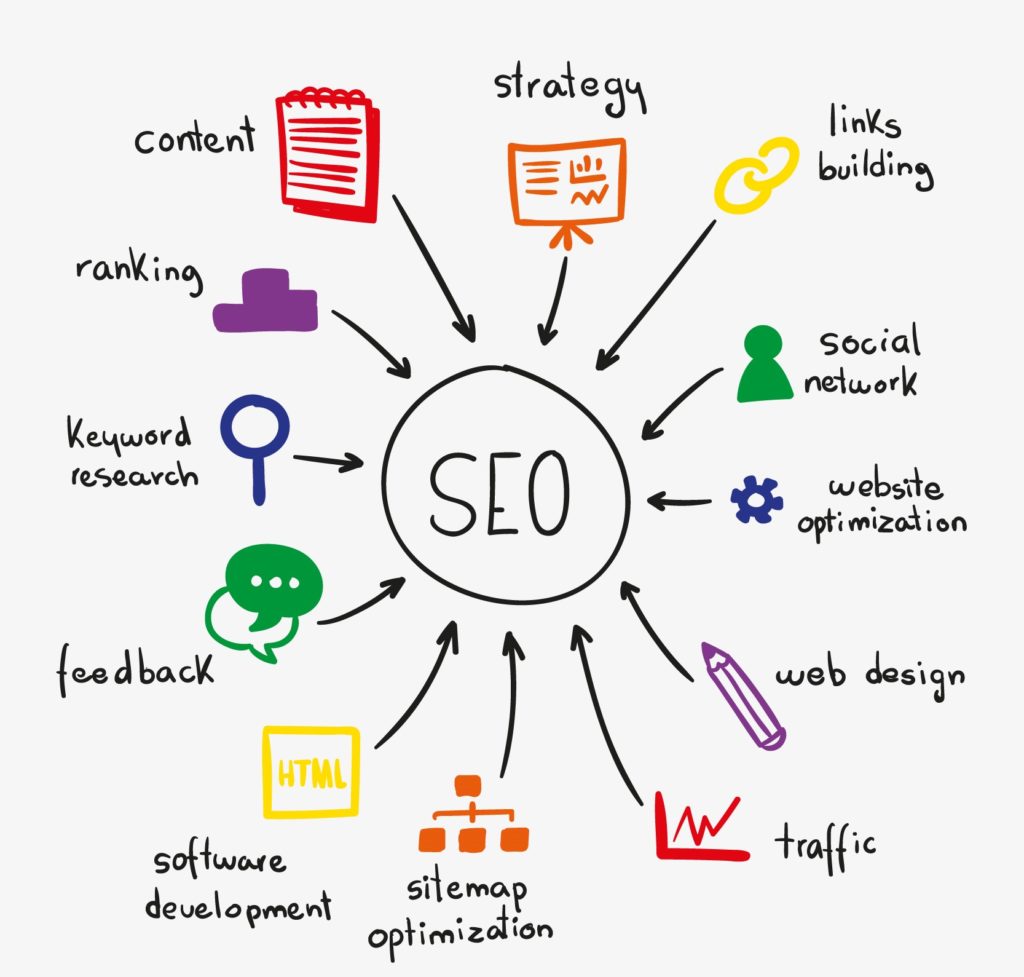 strategy
content
links
building
ranking
social
network
Keyword
research
SEO
website
optimization
feedback
web design
HTML
software
development
sitemap
optimization
traffic